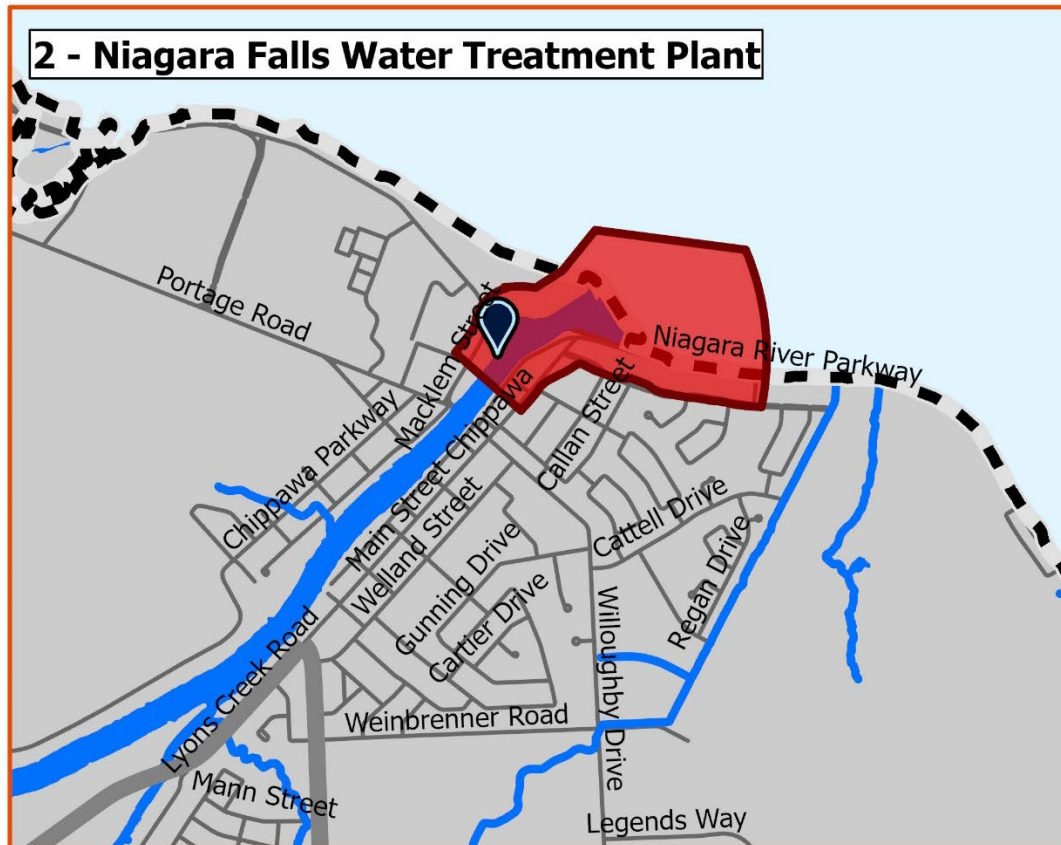 2 - Niagara Falls Water Treatment Plant
Portage Road
Macklem Street
Niagara River Parkway
Chippawa Parkway
Main Street Chippawa
Callan Street
Welland Street
Cattell Drive
Gunning Drive
Cartier Drive
Regan Drive
Willoughby Drive
Lyons Creek Road
Weinbrenner Road
Mann Street
Legends Way